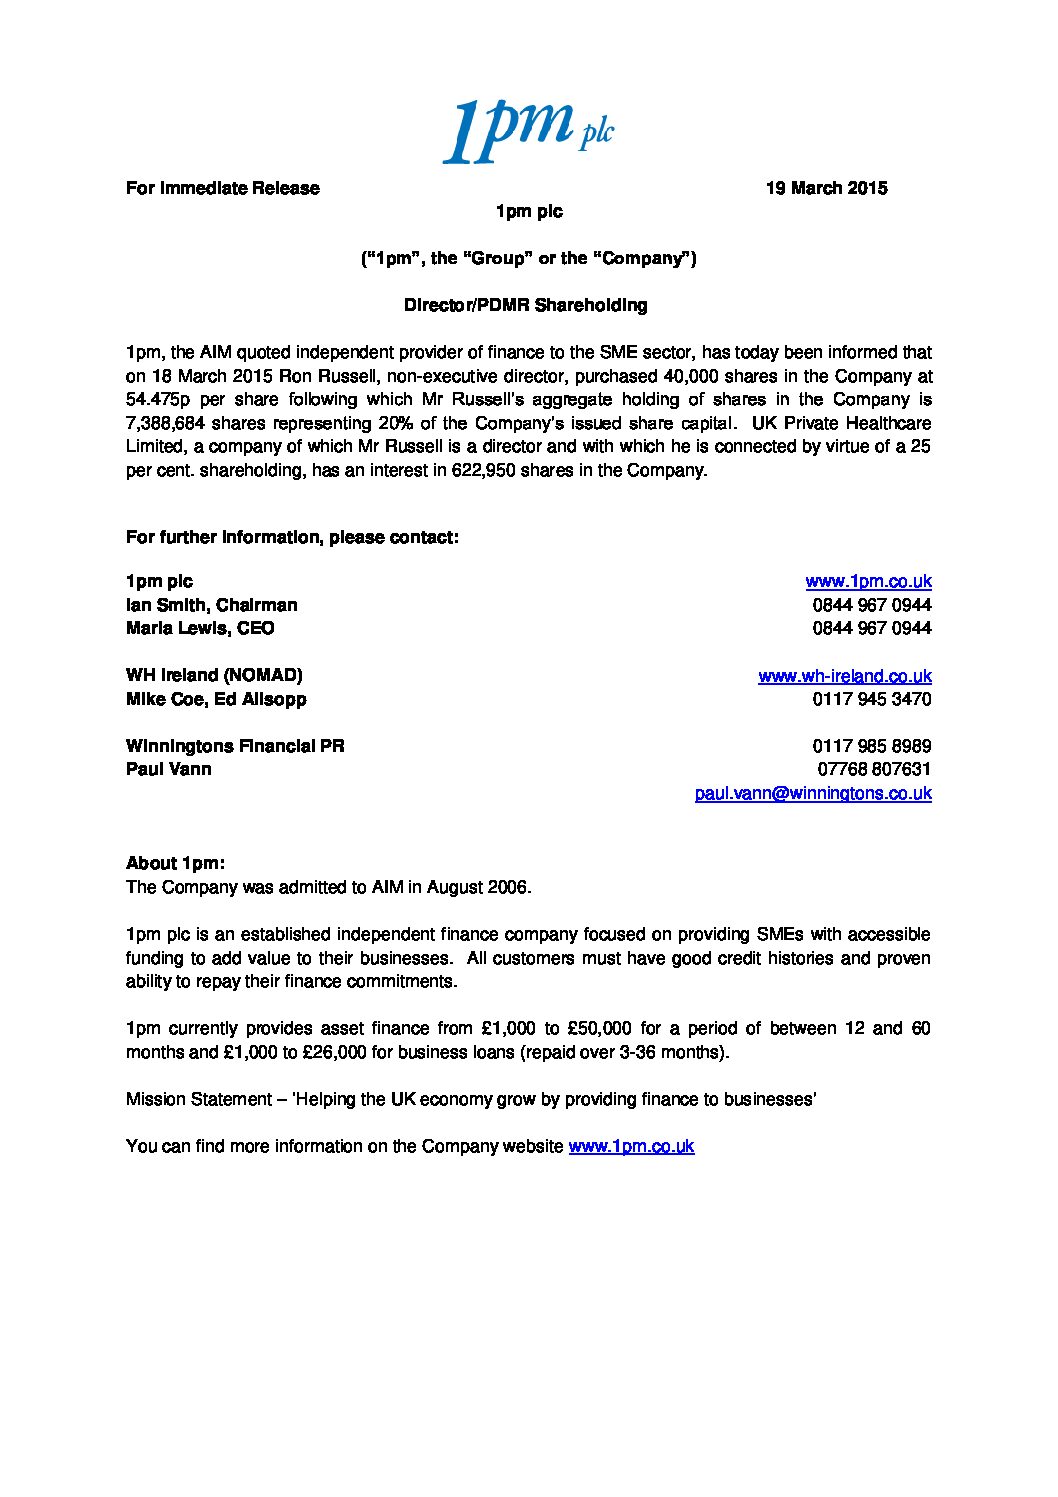 1pm plc
For Immediate Release 19 March 2015
1pm plc
(“1pm”, the “Group” or the “Company”)
Director/PDMR Shareholding
1pm, the AIM quoted independent provider of finance to the SME sector, has today been informed that
on 18 March 2015 Ron Russell, non-executive director, purchased 40,000 shares in the Company at
54.475p per share following which Mr Russell’s aggregate holding of shares in the Company is
7,388,684 shares representing 20% of the Company’s issued share capital. UK Private Healthcare
Limited, a company of which Mr Russell is a director and with which he is connected by virtue of a 25
per cent. shareholding, has an interest in 622,950 shares in the Company.
For further information, please contact:
1pm plc www.1pm.co.uk
Ian Smith, Chairman 0844 967 0944
Maria Lewis, CEO 0844 967 0944
WH Ireland (NOMAD) www.wh-ireland.co.uk
Mike Coe, Ed Allsopp 0117 945 3470
Winningtons Financial PR 0117 985 8989
Paul Vann 07768 807631
paul.vann@winningtons.co.uk
About 1pm:
The Company was admitted to AIM in August 2006.
1pm plc is an established independent finance company focused on providing SMEs with accessible
funding to add value to their businesses. All customers must have good credit histories and proven
ability to repay their finance commitments.
1pm currently provides asset finance from £1,000 to £50,000 for a period of between 12 and 60
months and £1,000 to £26,000 for business loans (repaid over 3-36 months).
Mission Statement – 'Helping the UK economy grow by providing finance to businesses'
You can find more information on the Company website www.1pm.co.uk